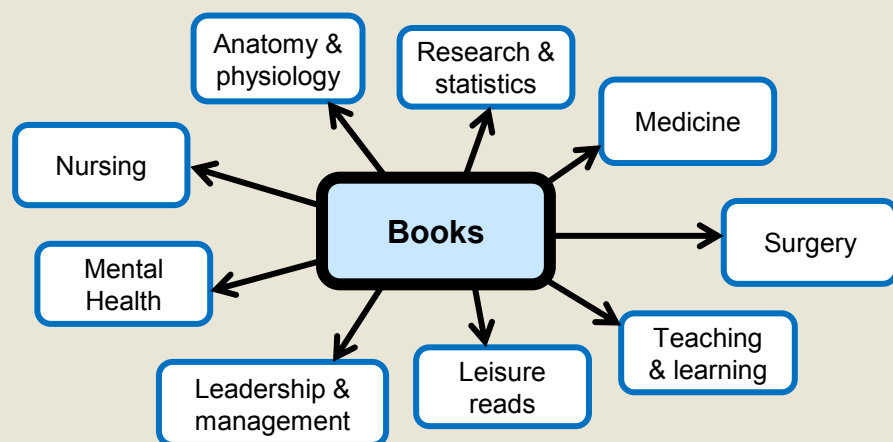 Anatomy &
physiology
Research &
statistics
Medicine
Nursing
Books
Surgery
Mental
Health
Teaching
& learning
Leadership &
management
Leisure
reads